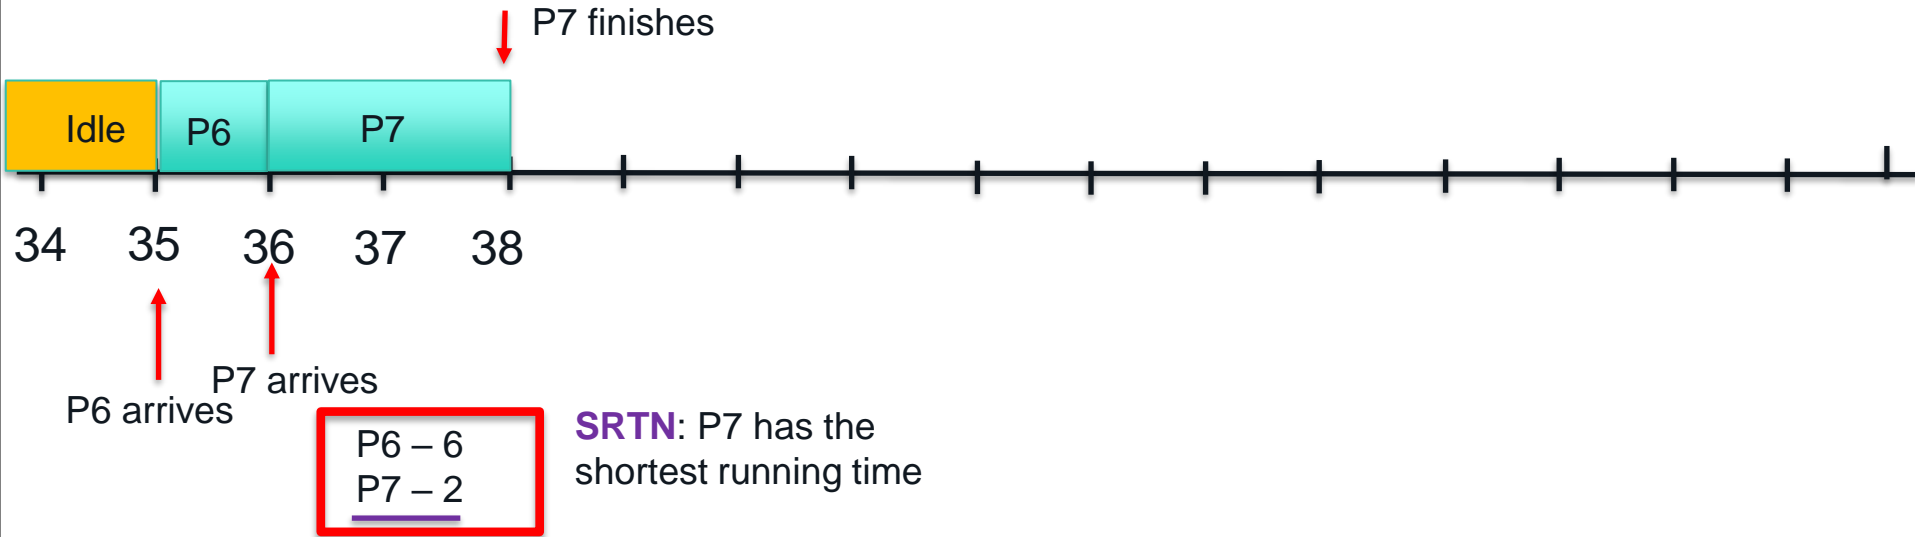 P7 finishes
Idle
P6
P7
34
35
36
37
38
P7 arrives
P6 arrives
P6 – 6
P7 – 2
SRTN: P7 has the
shortest running time